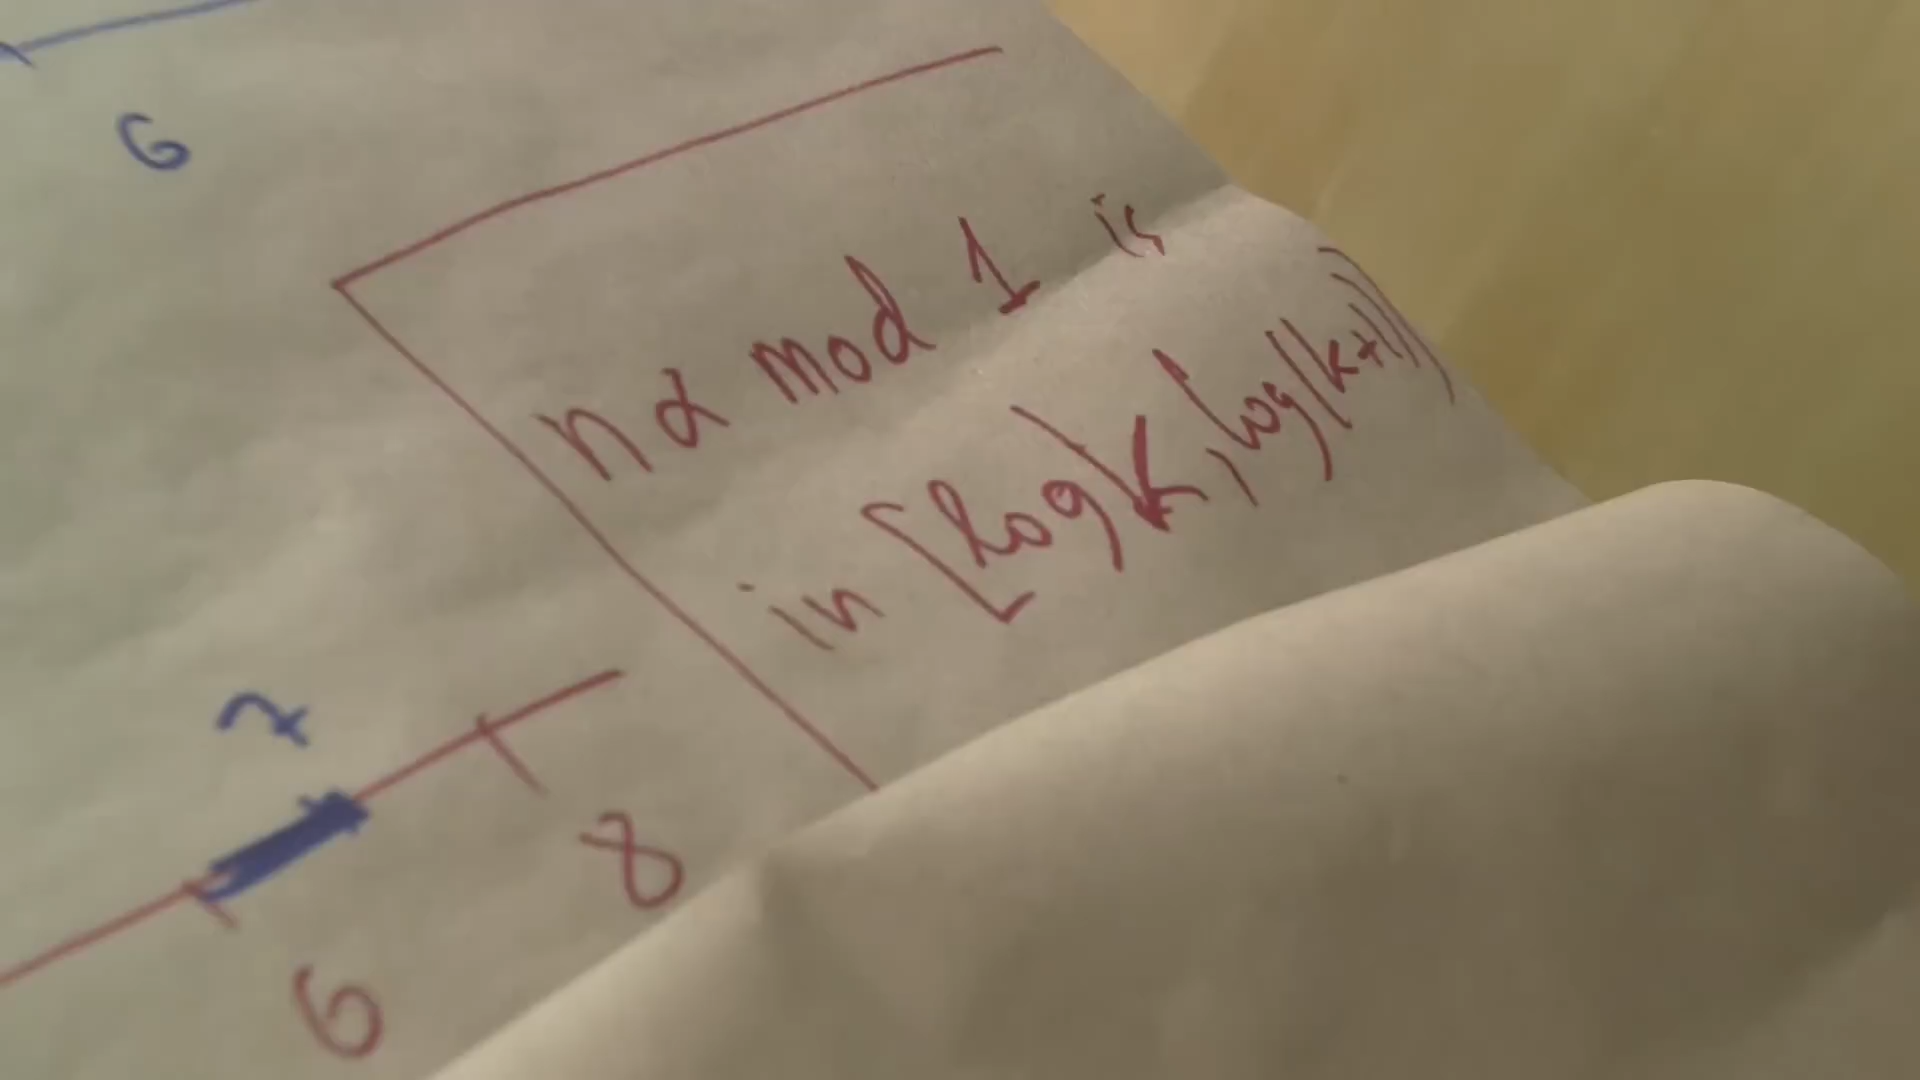 6
nα mod 1 is
in [log k, log(k+1))
7
8
6